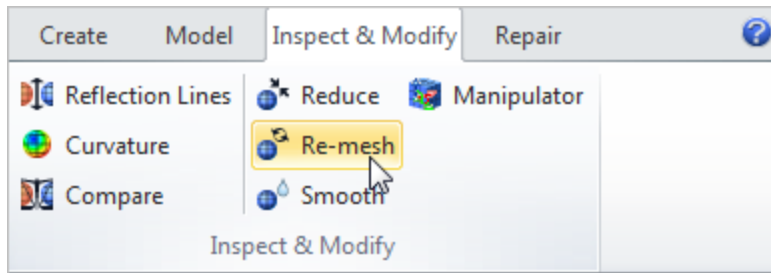 Create Model Inspect & Modify Repair ?
Reflection Lines Reduce Manipulator
Curvature Re-mesh
Compare Smooth
Inspect & Modify